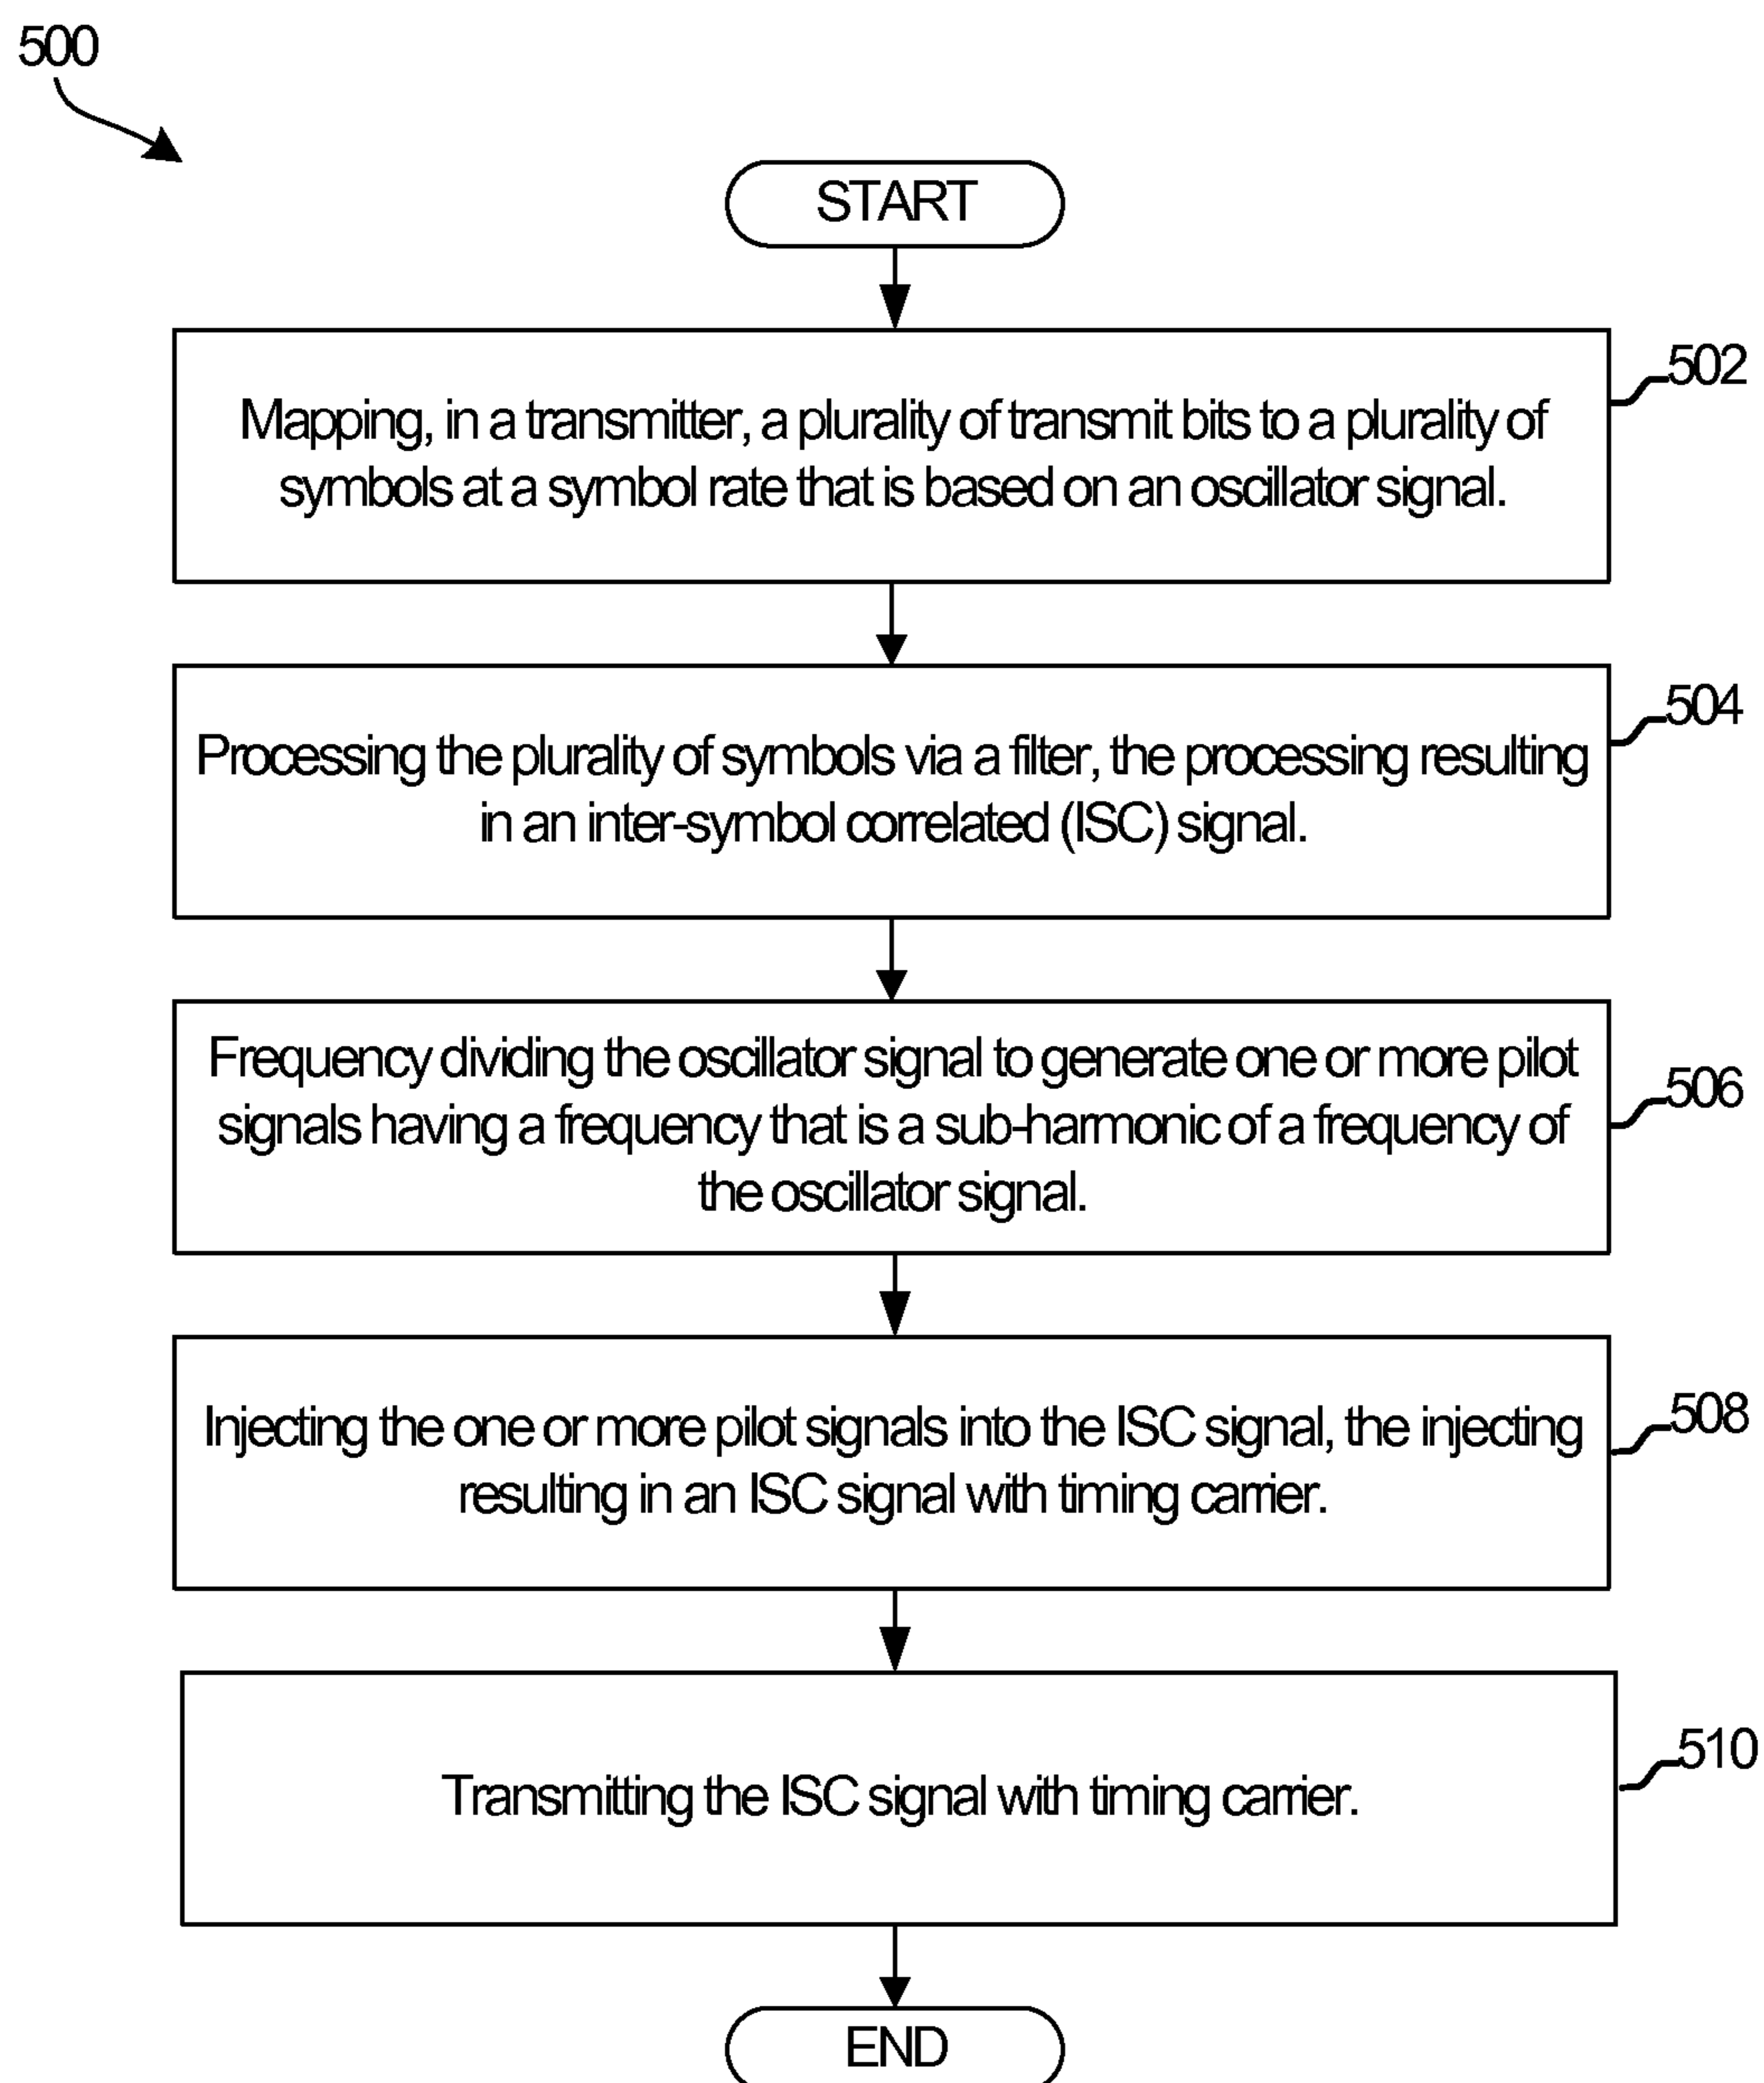 500
START
502
Mapping, in a transmitter, a plurality of transmit bits to a plurality of
symbols at a symbol rate that is based on an oscillator signal.
504
Processing the plurality of symbols via a filter, the processing resulting
in an inter-symbol correlated (ISC) signal.
506
Frequency dividing the oscillator signal to generate one or more pilot
signals having a frequency that is a sub-harmonic of a frequency of
the oscillator signal.
508
Injecting the one or more pilot signals into the ISC signal, the injecting
resulting in an ISC signal with timing carrier.
510
Transmitting the ISC signal with timing carrier.
END